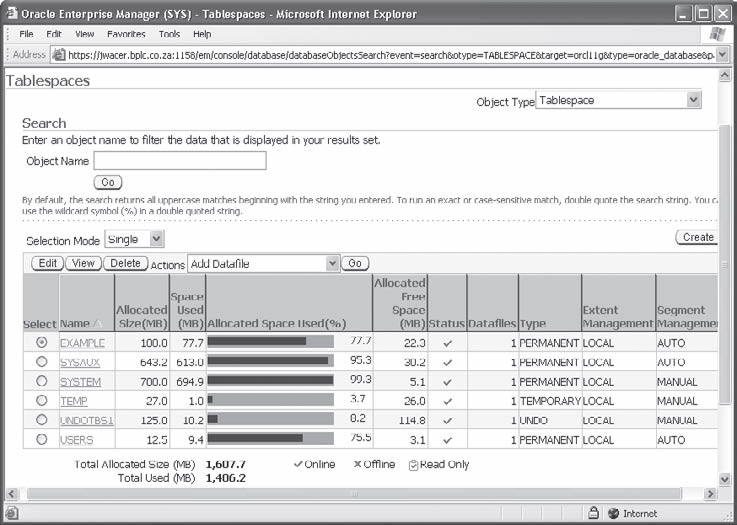 Oracle Enterprise Manager (SYS) - Tablespaces - Microsoft Internet Explorer
File Edit View Favorites Tools Help
Address https://jwacer.bplc.co.za:1158/em/console/database/databaseObjectsSearch?event=search&otype=TABLESPACE&target=orcl11g&type=oracle_database&p
Tablespaces
Object Type Tablespace
Search
Enter an object name to filter the data that is displayed in your results set.
Object Name
Go
By default, the search returns all uppercase matches beginning with the string you entered. To run an exact or case-sensitive match, double quote the search string. You ca
use the wildcard symbol (%) in a double quoted string.
Selection Mode Single
Create
Edit View Delete Actions Add Datafile Go
Select Name Allocated Size(MB) Space Used (MB) Allocated Space Used(%) Allocated Free Space (MB) Status Datafiles Type Extent Management Segment Manageme
EXAMPLE 100.0 77.7 77.7 22.3 1 PERMANENT LOCAL AUTO
SYSAUX 643.2 613.0 95.3 30.2 1 PERMANENT LOCAL AUTO
SYSTEM 700.0 694.9 99.3 5.1 1 PERMANENT LOCAL MANUAL
TEMP 27.0 1.0 3.7 26.0 1 TEMPORARY LOCAL MANUAL
UNDOTBS1 125.0 10.2 8.2 114.8 1 UNDO LOCAL MANUAL
USERS 12.5 9.4 75.5 3.1 1 PERMANENT LOCAL AUTO
Total Allocated Size (MB) 1,607.7 Online Offline Read Only
Total Used (MB) 1,406.2
Internet